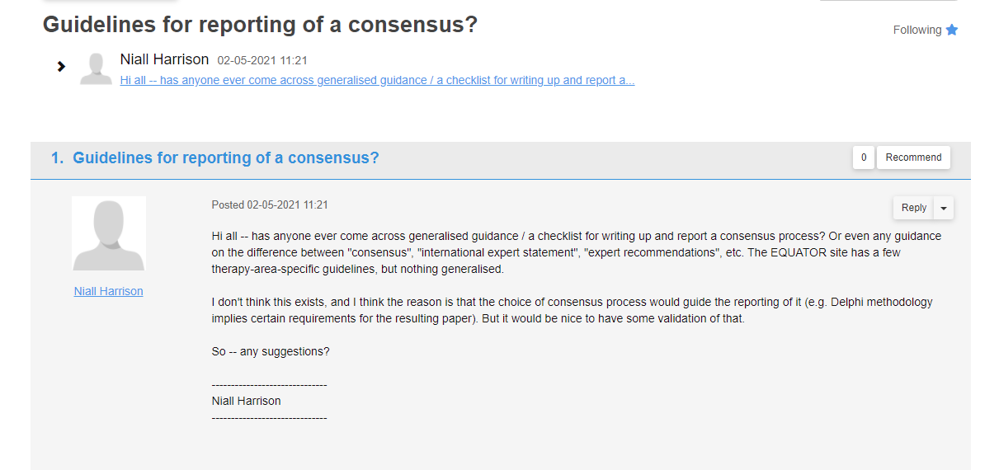 Guidelines for reporting of a consensus?
Following
Niall Harrison 02-05-2021 11:21
Hi all -- has anyone ever come across generalised guidance / a checklist for writing up and report a...
1. Guidelines for reporting of a consensus?
0 Recommend
Posted 02-05-2021 11:21
Reply
Hi all -- has anyone ever come across generalised guidance / a checklist for writing up and report a consensus process? Or even any guidance
on the difference between "consensus", "international expert statement", "expert recommendations", etc. The EQUATOR site has a few
therapy-area-specific guidelines, but nothing generalised.
Niall Harrison
I don't think this exists, and I think the reason is that the choice of consensus process would guide the reporting of it (e.g. Delphi methodology
implies certain requirements for the resulting paper). But it would be nice to have some validation of that.
So -- any suggestions?
------------------------------
Niall Harrison
------------------------------